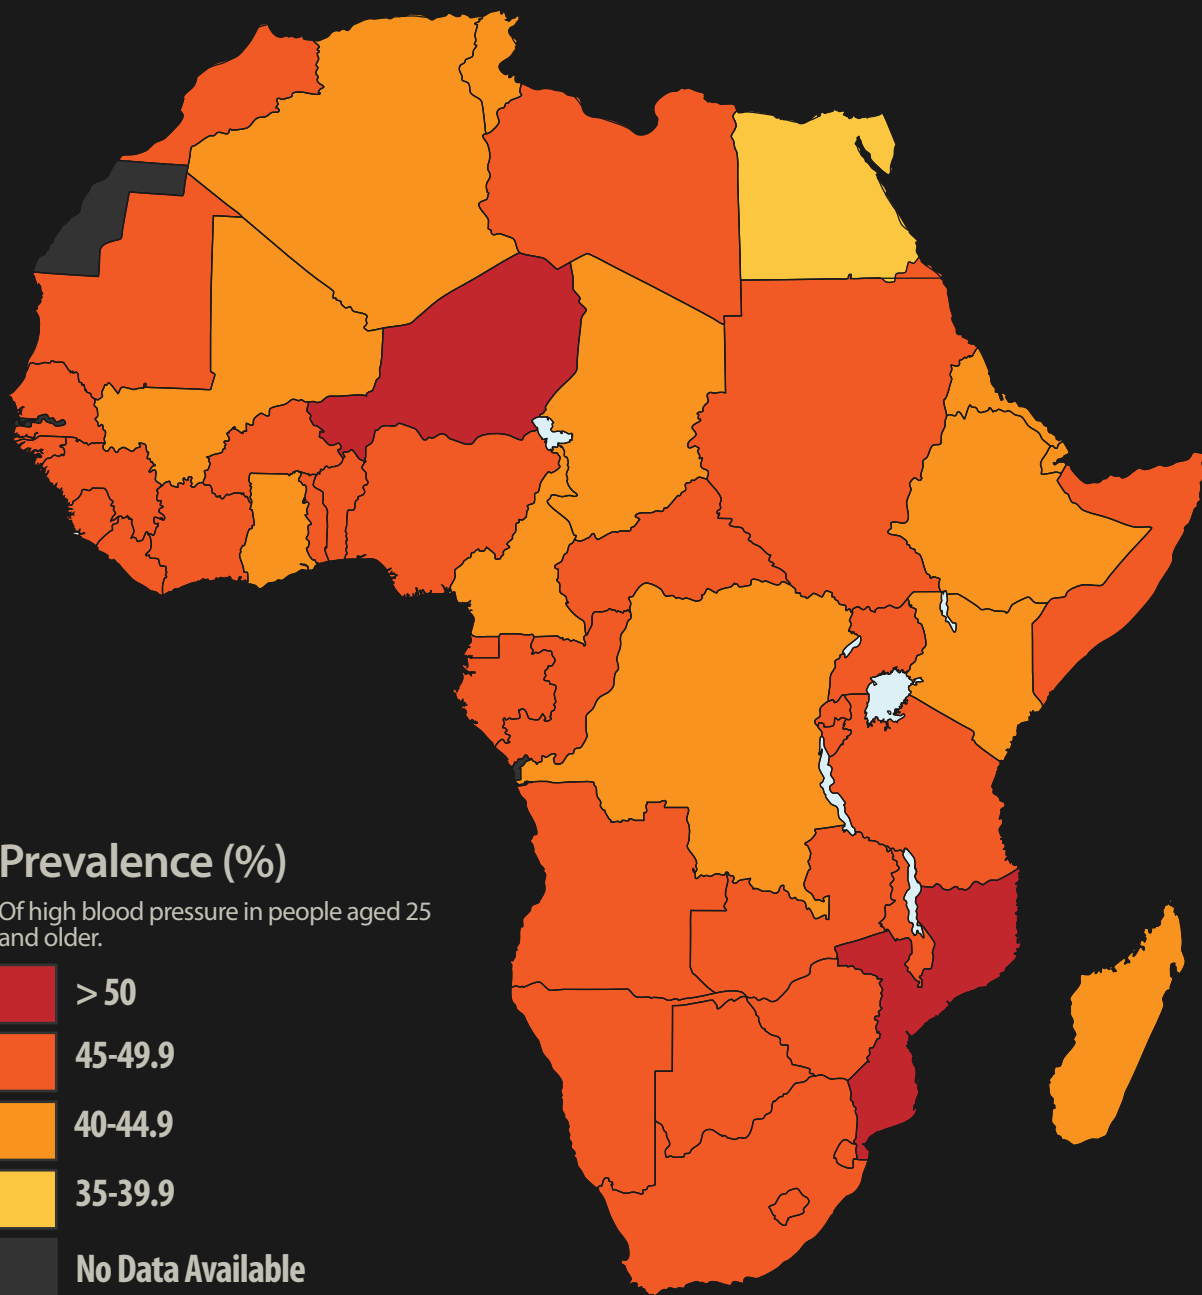 Prevalence (%)
Of high blood pressure in people aged 25
and older.
> 50
45-49.9
40-44.9
35-39.9
No Data Available